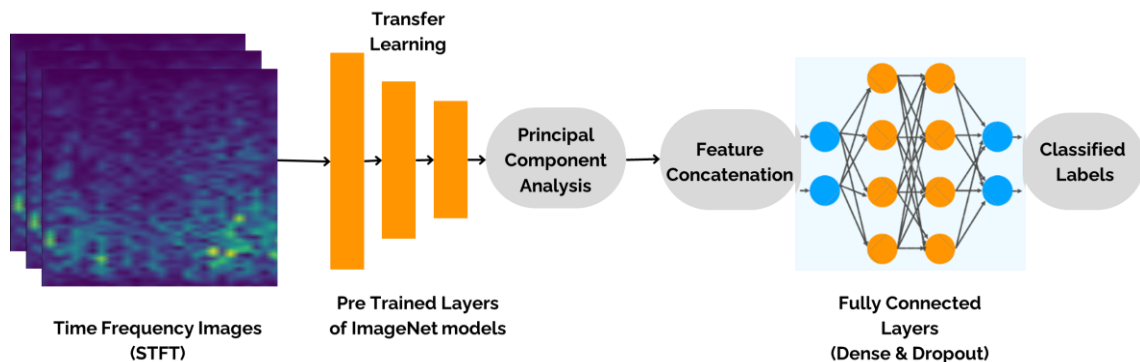 Transfer
Learning
Principal
Component
Analysis
Feature
Concatenation
Classified
Labels
Time Frequency Images
(STFT)
Pre Trained Layers
of ImageNet models
Fully Connected
Layers
(Dense & Dropout)